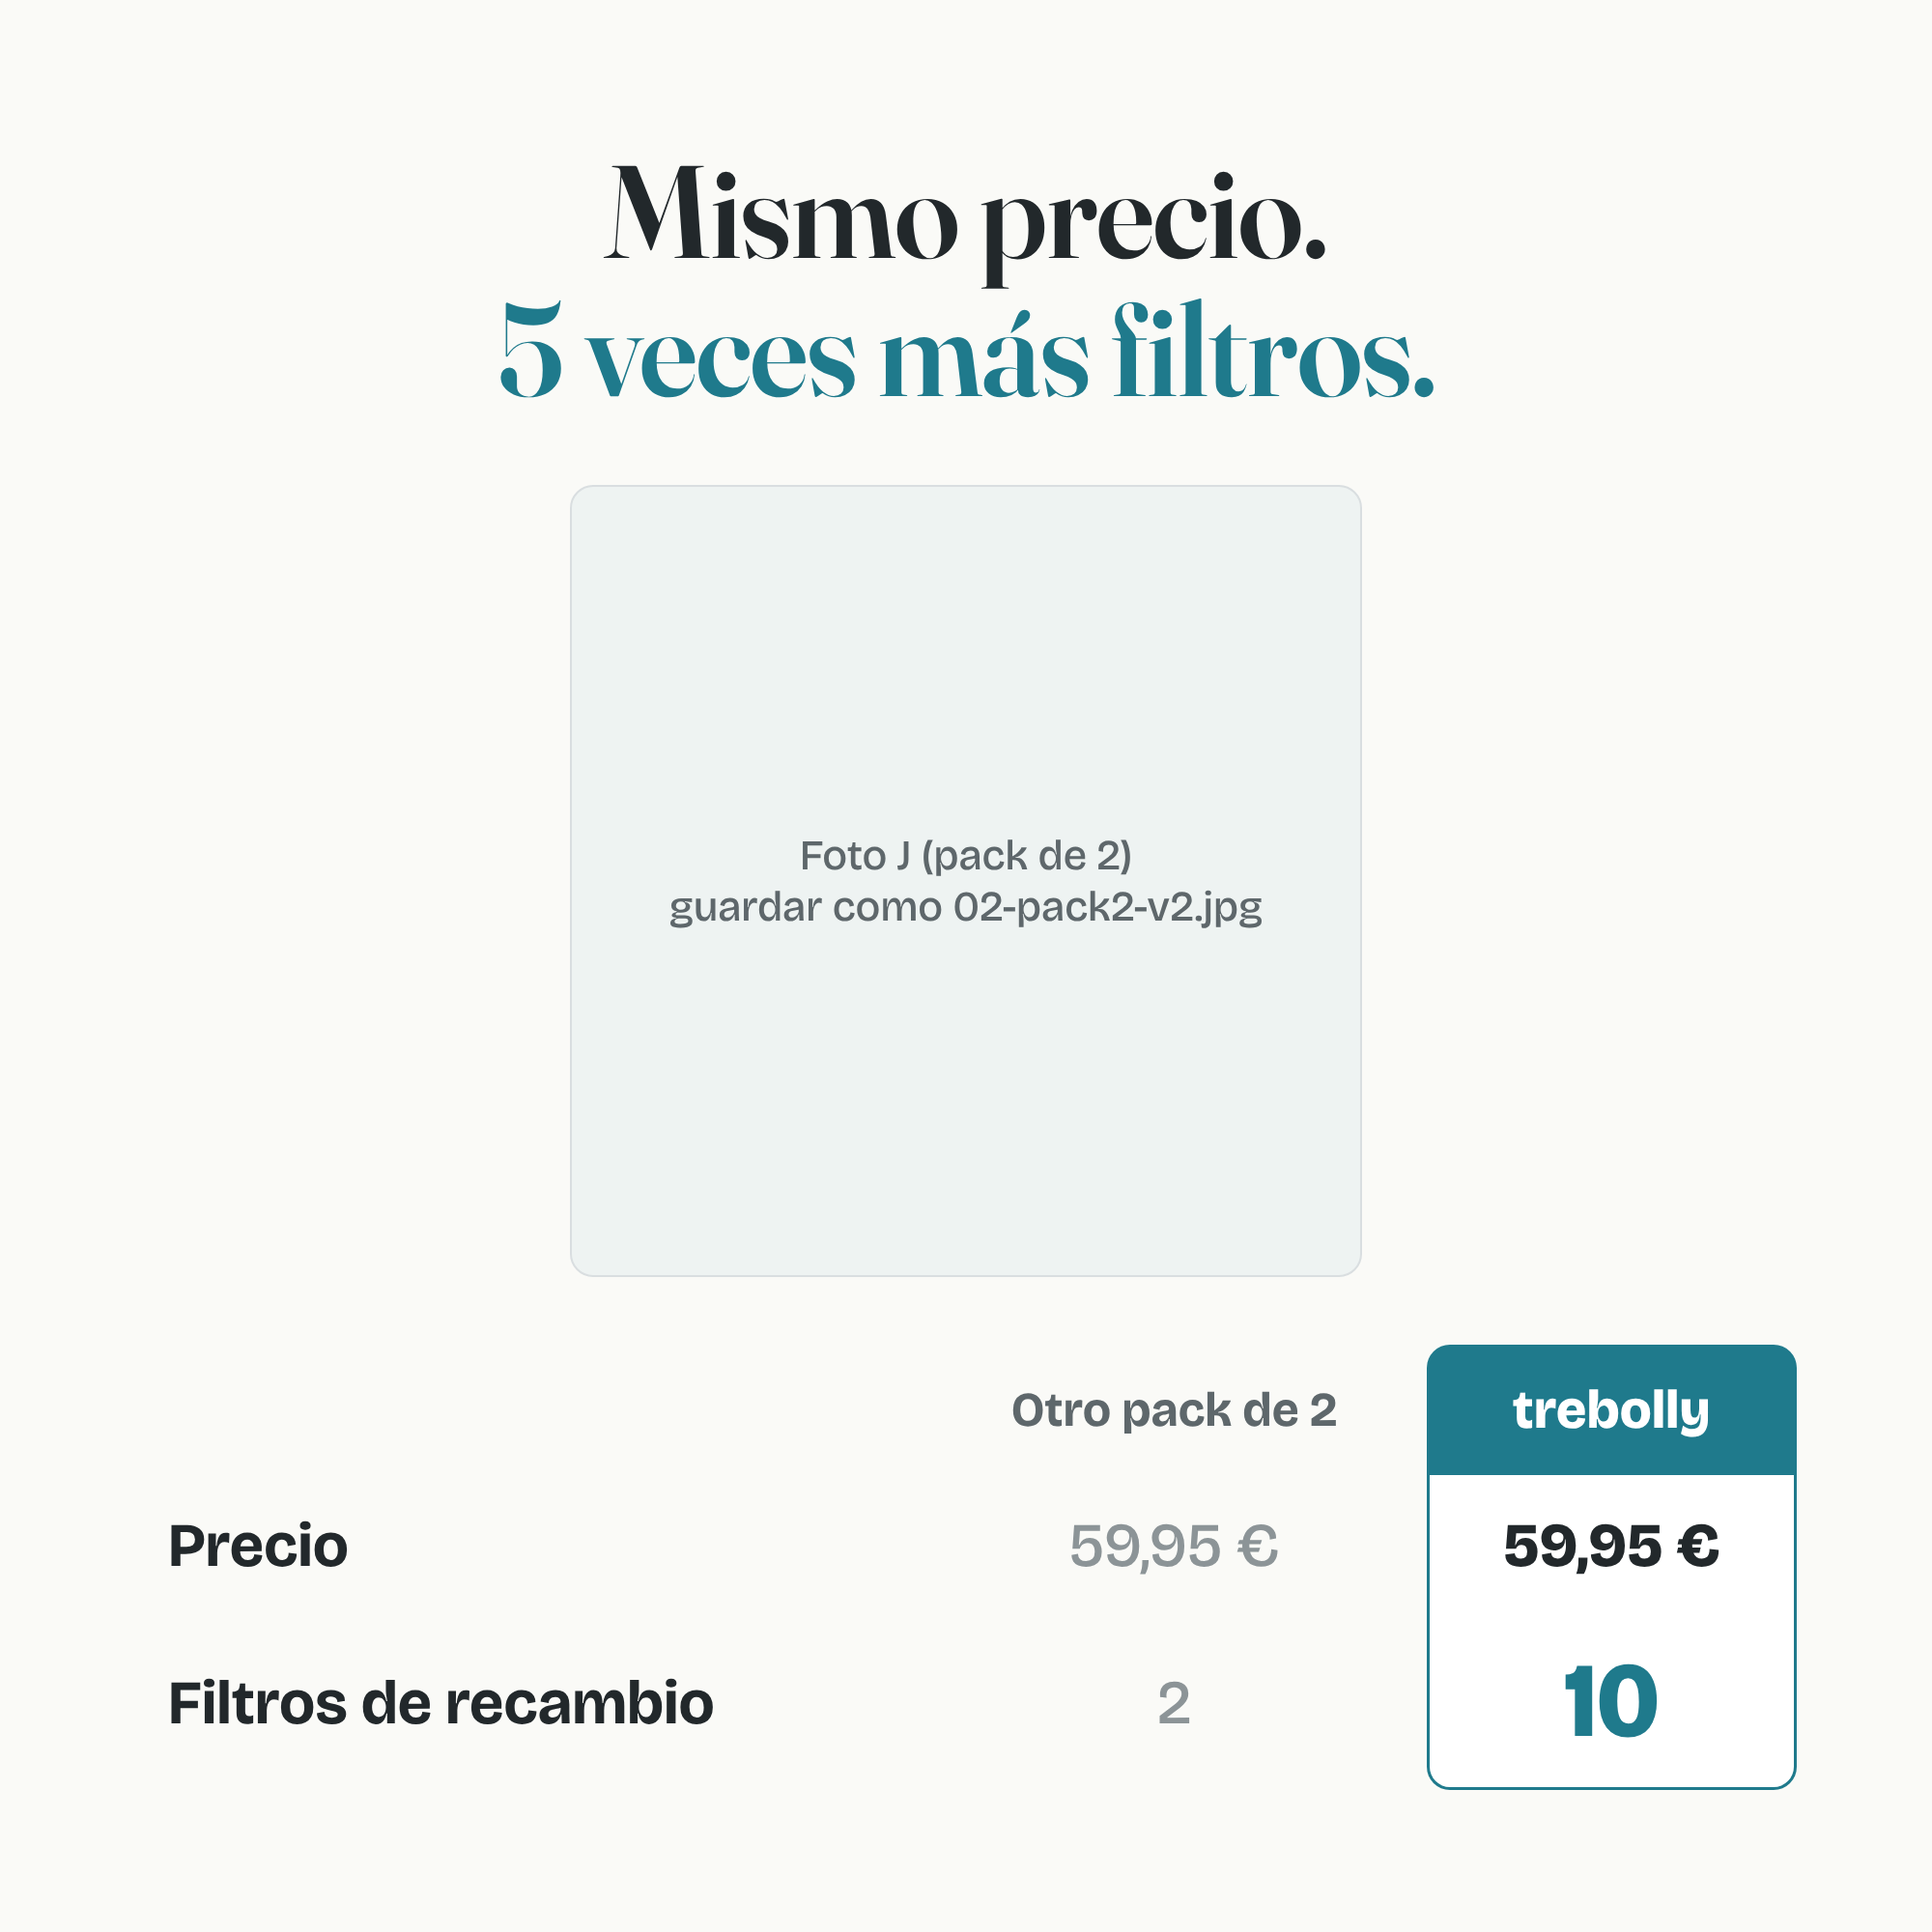 Mismo precio.
5 veces más filtros.
Foto J (pack de 2)
guardar como 02-pack2-v2.jpg
Otro pack de 2 trebolly
Precio 59,95 € 59,95 €
Filtros de recambio 2 10